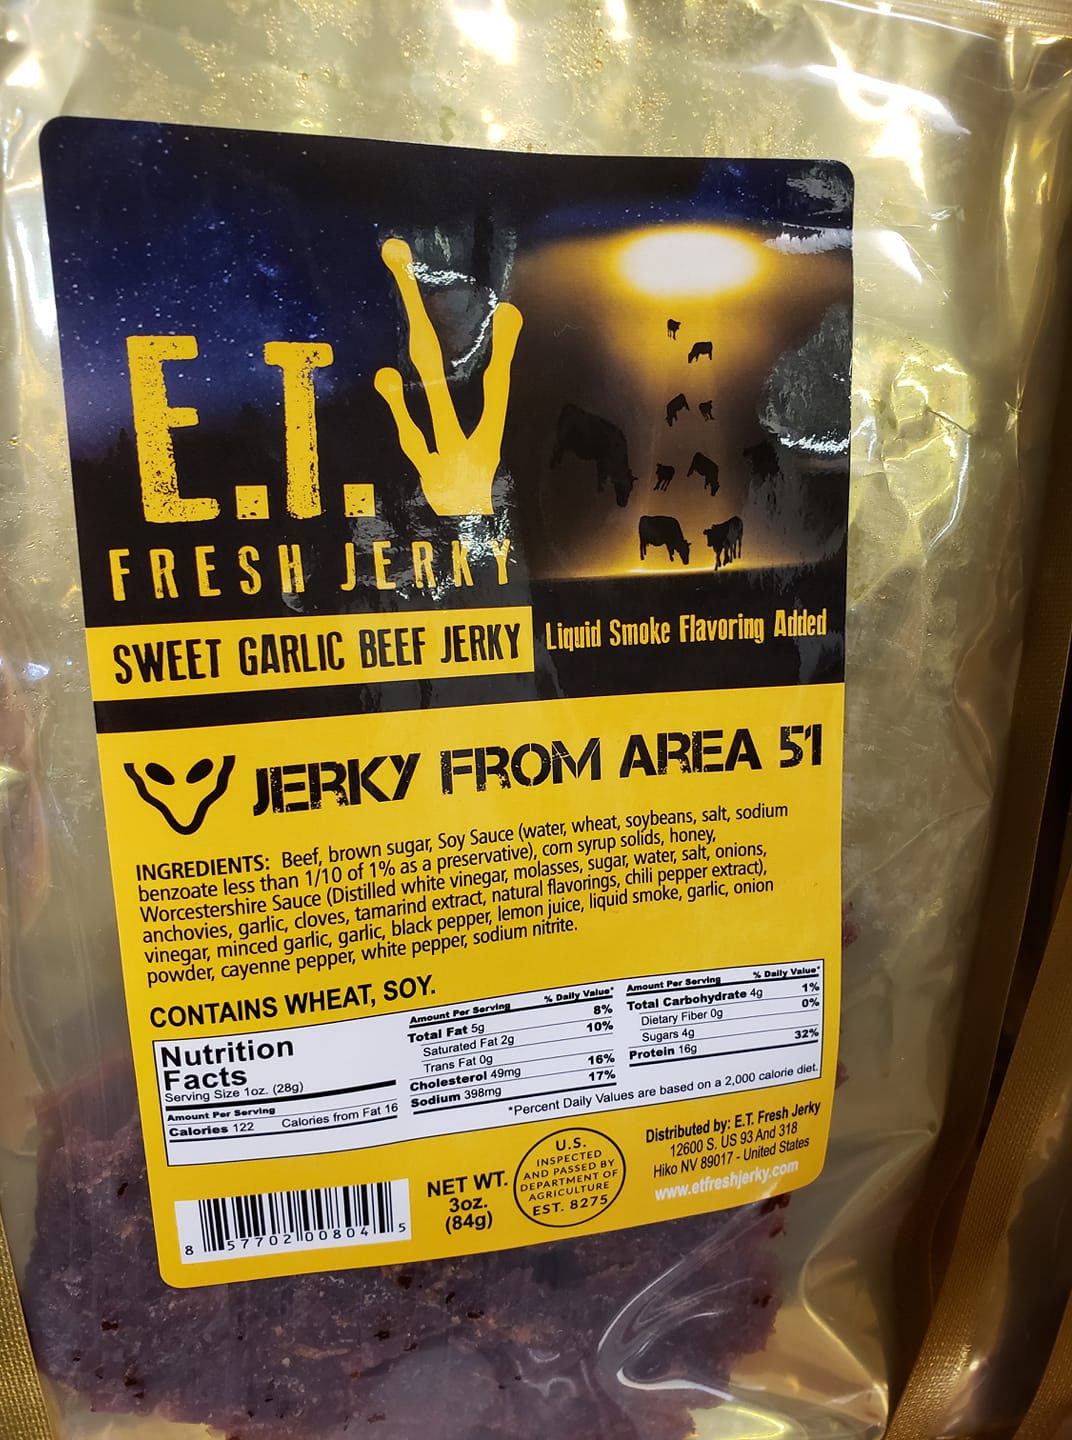 E.T.
FRESH JERKY
SWEET GARLIC BEEF JERKY
Liquid Smoke Flavoring Added
JERKY FROM AREA 51
INGREDIENTS: Beef, brown sugar, Soy Sauce (water, wheat, soybeans, salt, sodium
benzoate less than 1/10 of 1% as a preservative), corn syrup solids, honey,
Worcestershire Sauce (Distilled white vinegar, molasses, sugar, water, salt, onions,
anchovies, garlic, cloves, tamarind extract, natural flavorings, chili pepper extract),
vinegar, minced garlic, garlic, black pepper, lemon juice, liquid smoke, garlic, onion
powder, cayenne pepper, white pepper, sodium nitrite.
CONTAINS WHEAT, SOY.
Nutrition
Facts
Serving Size 1oz. (28g)
Amount Per Serving
Calories 122 Calories from Fat 16
Amount Per Serving % Daily Value*
Total Fat 5g 8%
Saturated Fat 2g 10%
Trans Fat 0g
Cholesterol 49mg 16%
Sodium 398mg 17%
Amount Per Serving % Daily Value*
Total Carbohydrate 4g 1%
Dietary Fiber 0g 0%
Sugars 4g
Protein 16g 32%
*Percent Daily Values are based on a 2,000 calorie diet.
8 57702 00804 5
NET WT.
3oz.
(84g)
U.S.
INSPECTED
AND PASSED BY
DEPARTMENT OF
AGRICULTURE
EST. 8275
Distributed by: E.T. Fresh Jerky
12600 S. US 93 And 318
Hiko NV 89017 - United States
www.etfreshjerky.com